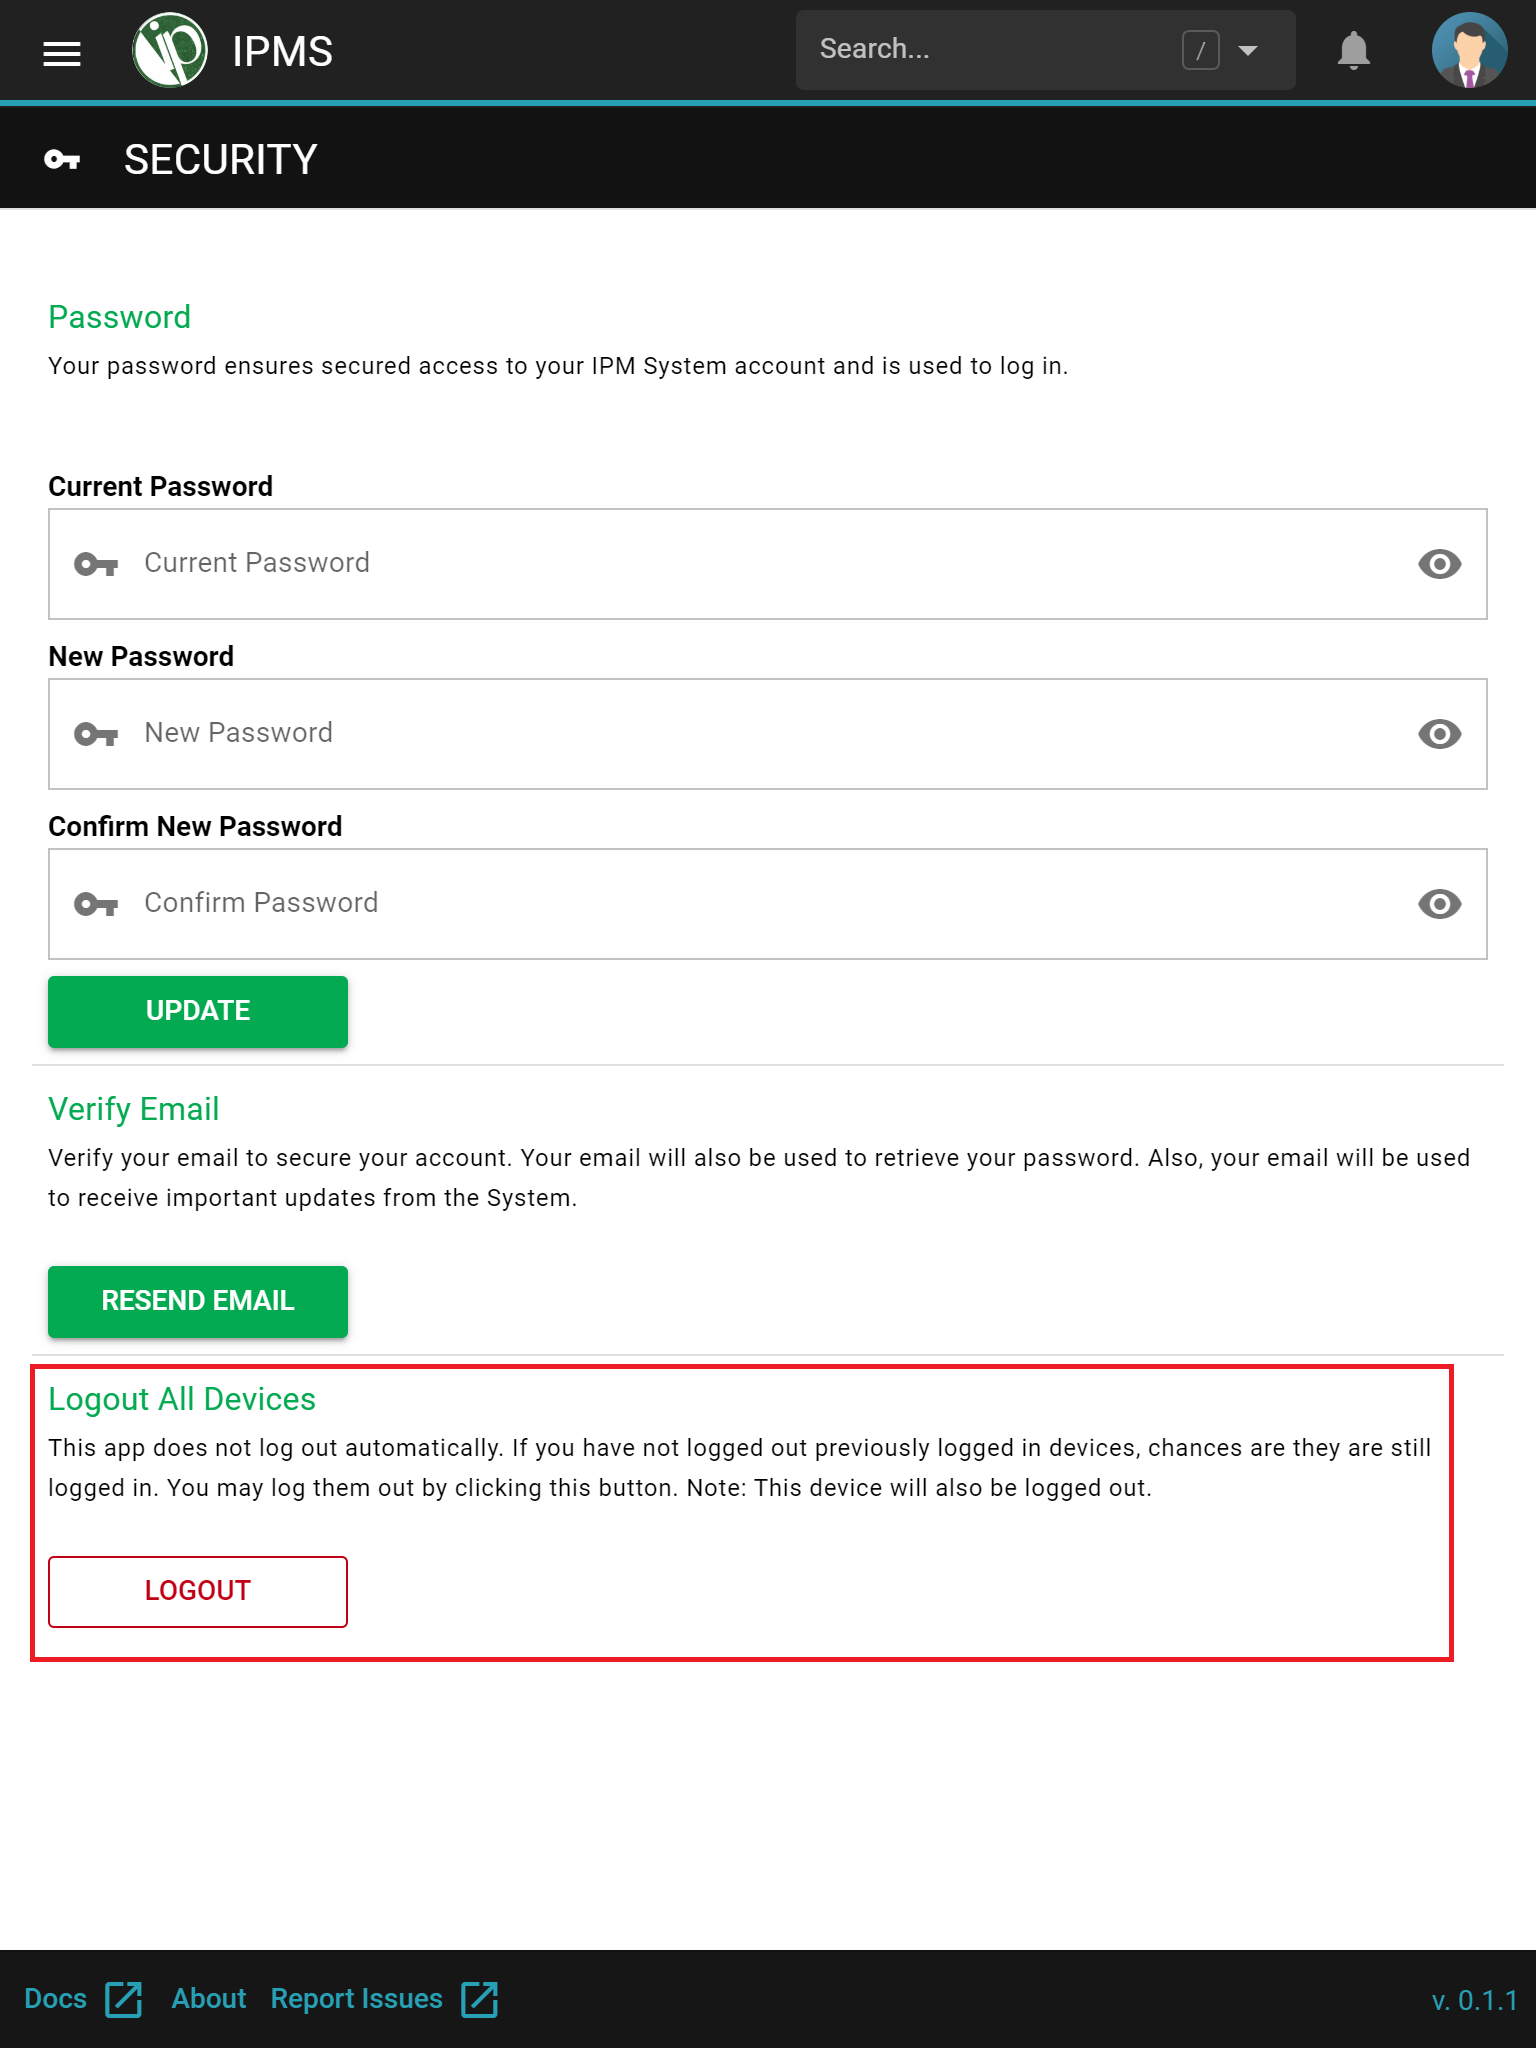 IPMS
Search...
/
SECURITY
Password
Your password ensures secured access to your IPM System account and is used to log in.
Current Password
Current Password
New Password
New Password
Confirm New Password
Confirm Password
UPDATE
Verify Email
Verify your email to secure your account. Your email will also be used to retrieve your password. Also, your email will be used
to receive important updates from the System.
RESEND EMAIL
Logout All Devices
This app does not log out automatically. If you have not logged out previously logged in devices, chances are they are still
logged in. You may log them out by clicking this button. Note: This device will also be logged out.
LOGOUT
Docs About Report Issues v. 0.1.1